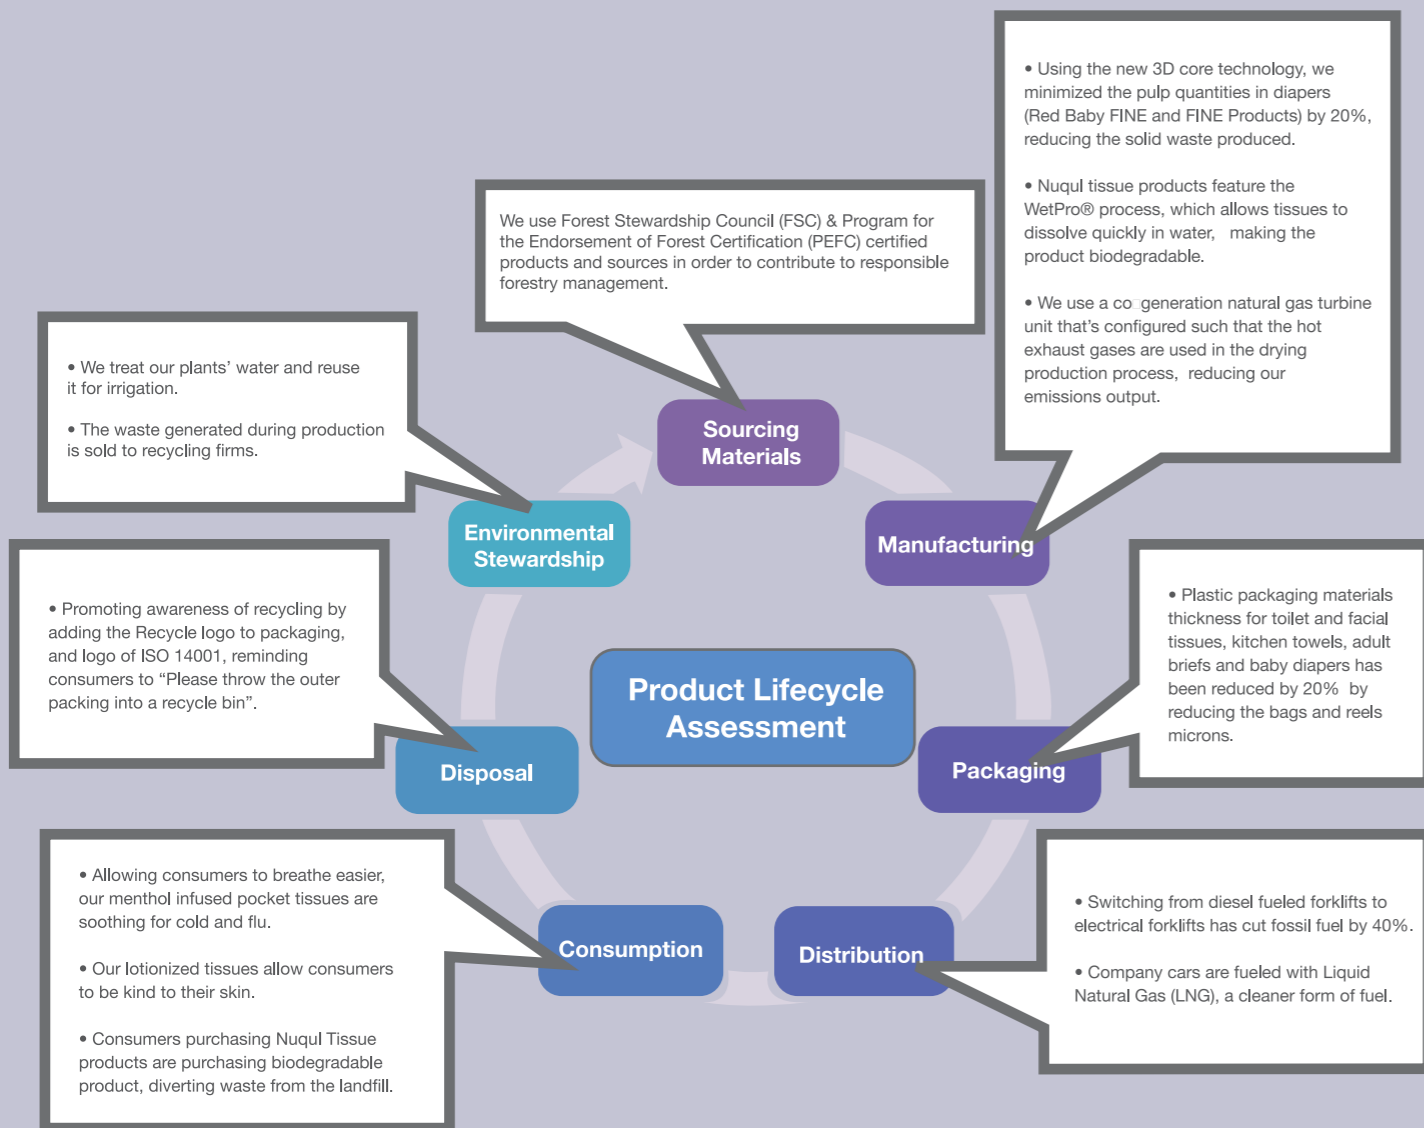 We use Forest Stewardship Council (FSC) & Program for
the Endorsement of Forest Certification (PEFC) certified
products and sources in order to contribute to responsible
forestry management.
Sourcing
Materials
• Using the new 3D core technology, we
minimized the pulp quantities in diapers
(Red Baby FINE and FINE Products) by 20%,
reducing the solid waste produced.
• Nuqul tissue products feature the
WetPro® process, which allows tissues to
dissolve quickly in water, making the
product biodegradable.
• We use a co▯generation natural gas turbine
unit that’s configured such that the hot
exhaust gases are used in the drying
production process, reducing our
emissions output.
Manufacturing
• Plastic packaging materials
thickness for toilet and facial
tissues, kitchen towels, adult
briefs and baby diapers has
been reduced by 20% by
reducing the bags and reels
microns.
Packaging
• Switching from diesel fueled forklifts to
electrical forklifts has cut fossil fuel by 40%.
• Company cars are fueled with Liquid
Natural Gas (LNG), a cleaner form of fuel.
Distribution
• Allowing consumers to breathe easier,
our menthol infused pocket tissues are
soothing for cold and flu.
• Our lotionized tissues allow consumers
to be kind to their skin.
• Consumers purchasing Nuqul Tissue
products are purchasing biodegradable
product, diverting waste from the landfill.
Consumption
• Promoting awareness of recycling by
adding the Recycle logo to packaging,
and logo of ISO 14001, reminding
consumers to “Please throw the outer
packing into a recycle bin”.
Disposal
• We treat our plants’ water and reuse
it for irrigation.
• The waste generated during production
is sold to recycling firms.
Environmental
Stewardship
Product Lifecycle
Assessment